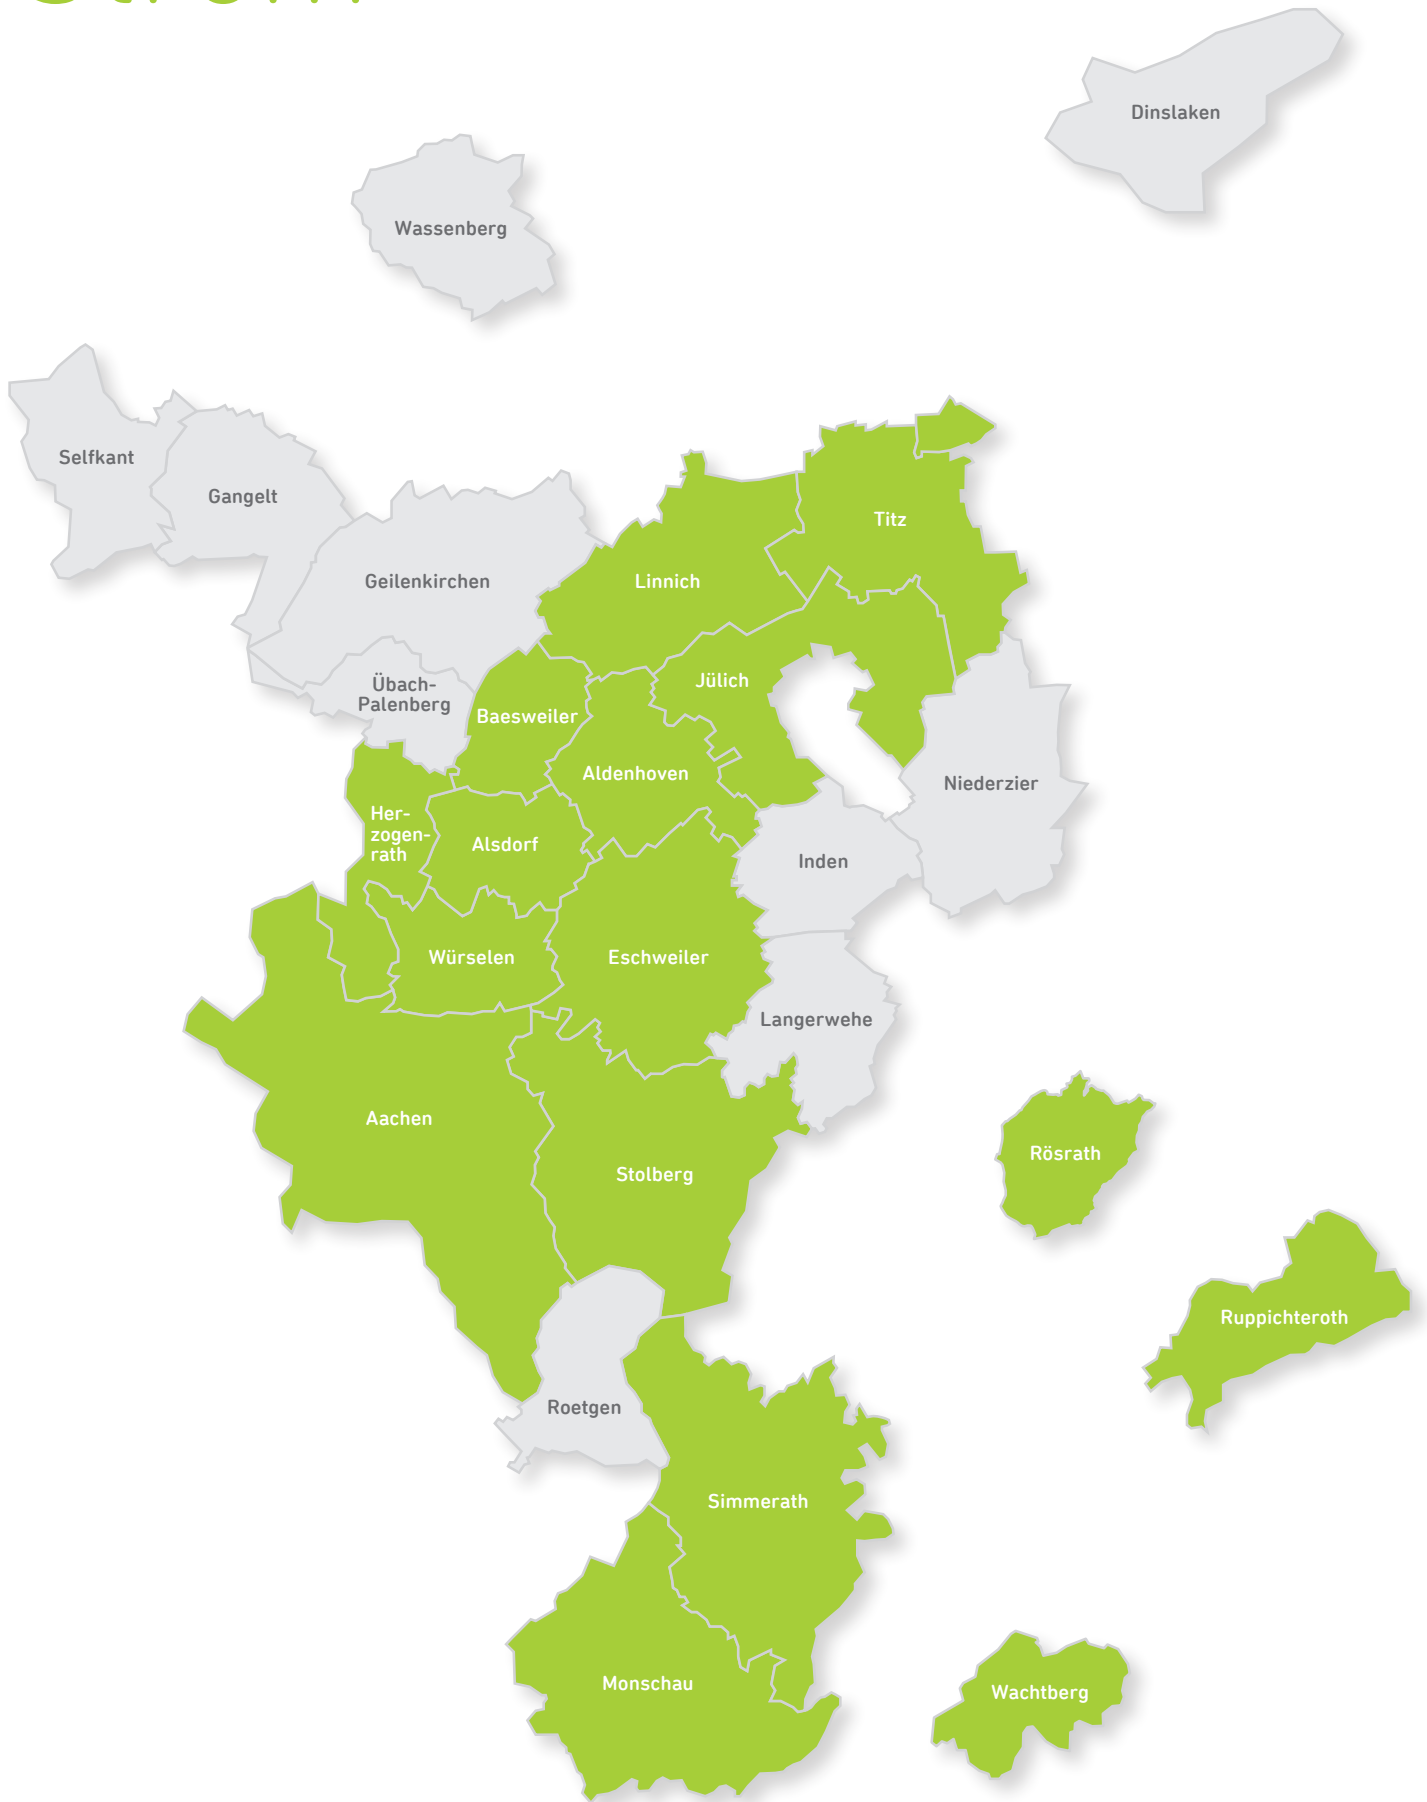 Dinslaken
Wassenberg
Selfkant
Gangelt
Titz
Geilenkirchen
Linnich
Übach-
Palenberg
Jülich
Baesweiler
Aldenhoven
Niederzier
Her-
zogen-
rath
Alsdorf
Inden
Würselen
Eschweiler
Langerwehe
Aachen
Rösrath
Stolberg
Ruppichteroth
Roetgen
Simmerath
Monschau
Wachtberg